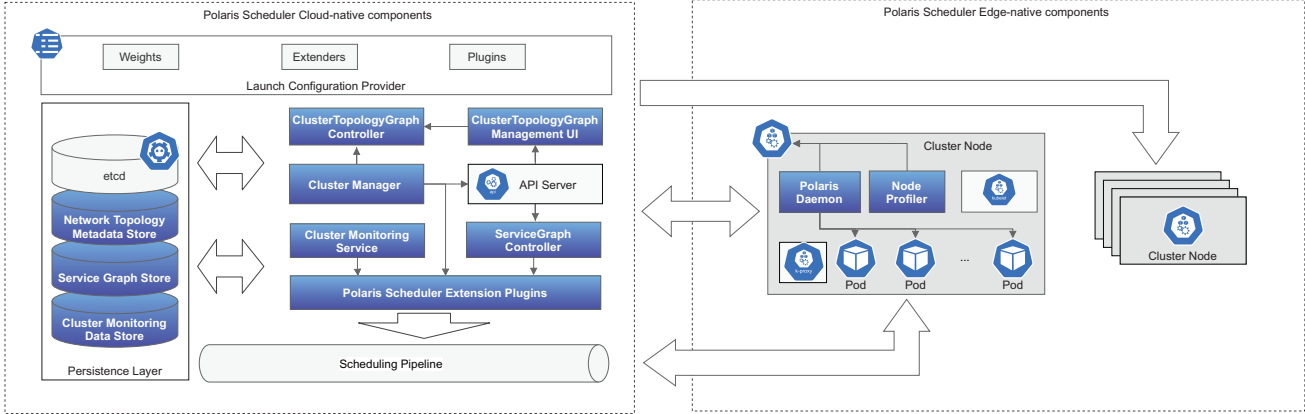 Polaris Scheduler Cloud-native components
Weights
Extenders
Plugins
Launch Configuration Provider
etcd
Network Topology
Metadata Store
Service Graph Store
Cluster Monitoring
Data Store
Persistence Layer
ClusterTopologyGraph
Controller
ClusterTopologyGraph
Management UI
Cluster Manager
API
API Server
Cluster Monitoring
Service
ServiceGraph
Controller
Polaris Scheduler Extension Plugins
Scheduling Pipeline
Polaris Scheduler Edge-native components
Cluster Node
Polaris
Daemon
Node
Profiler
kubelet
k-proxy
Pod
Pod
...
Pod
Cluster Node